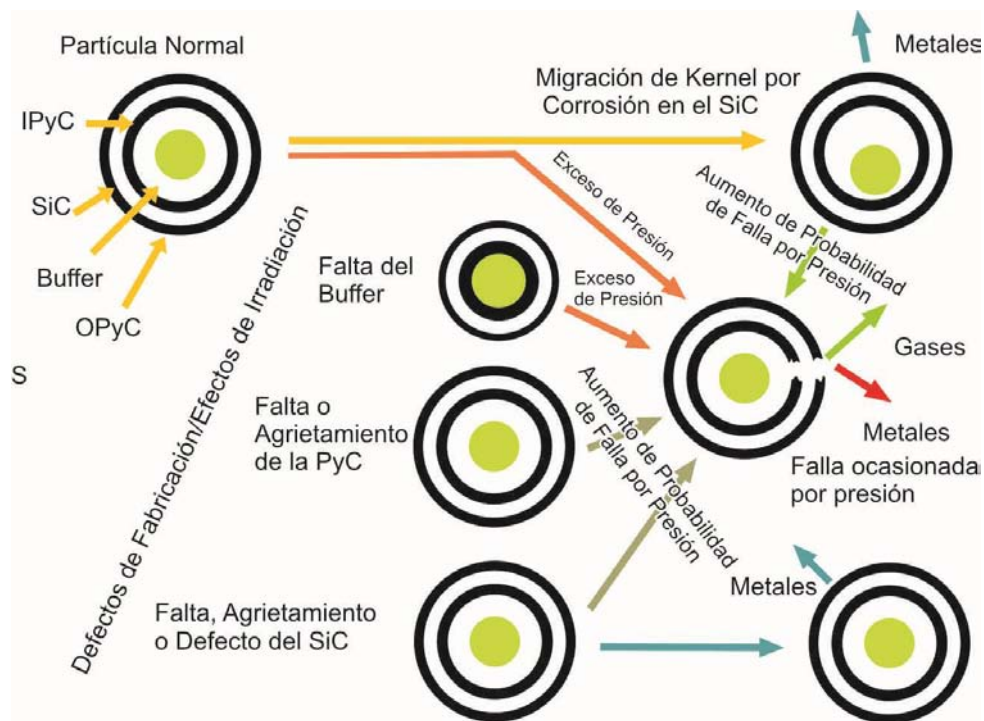 Partícula Normal
IPyC
SiC
Buffer
OPyC
S
Defectos de Fabricación/Efectos de Irradiación
Migración de Kernel por
Corrosión en el SiC
Metales
Exceso de Presión
Aumento de Probabilidad
de Falla por Presión
Falta del
Buffer
Exceso
de Presión
Gases
Metales
Falla ocasionada
por presión
Falta o
Agrietamiento
de la PyC
Aumento de Probabilidad
de Falla por Presión
Falta, Agrietamiento
o Defecto del SiC
Metales